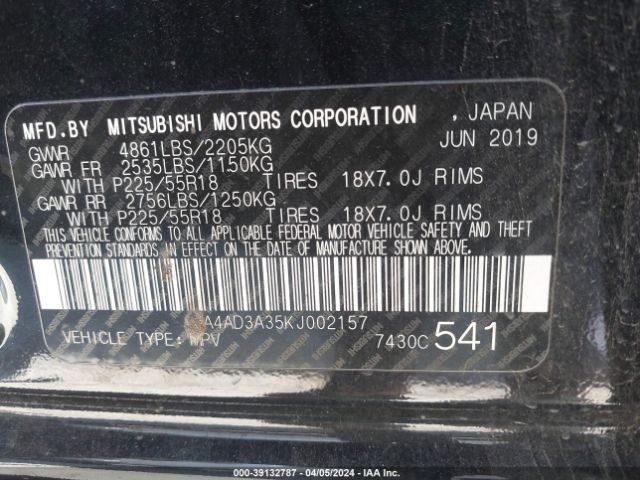 MFD.BY MITSUBISHI MOTORS CORPORATION , JAPAN
GVWR 4861LBS/2205KG JUN 2019
GAWR FR 2535LBS/1150KG
WITH P225/55R18 TIRES 18X7.0J RIMS
GAWR RR 2756LBS/1250KG
WITH P225/55R18 TIRES 18X7.0J RIMS
THIS VEHICLE CONFORMS TO ALL APPLICABLE FEDERAL MOTOR VEHICLE SAFETY AND THEFT
PREVENTION STANDARDS IN EFFECT ON THE DATE OF MANUFACTURE SHOWN ABOVE.
A4AD3A35KJ002157
VEHICLE TYPE: MPV 7430C 541
000-39132787 - 04/05/2024 - IAA Inc.